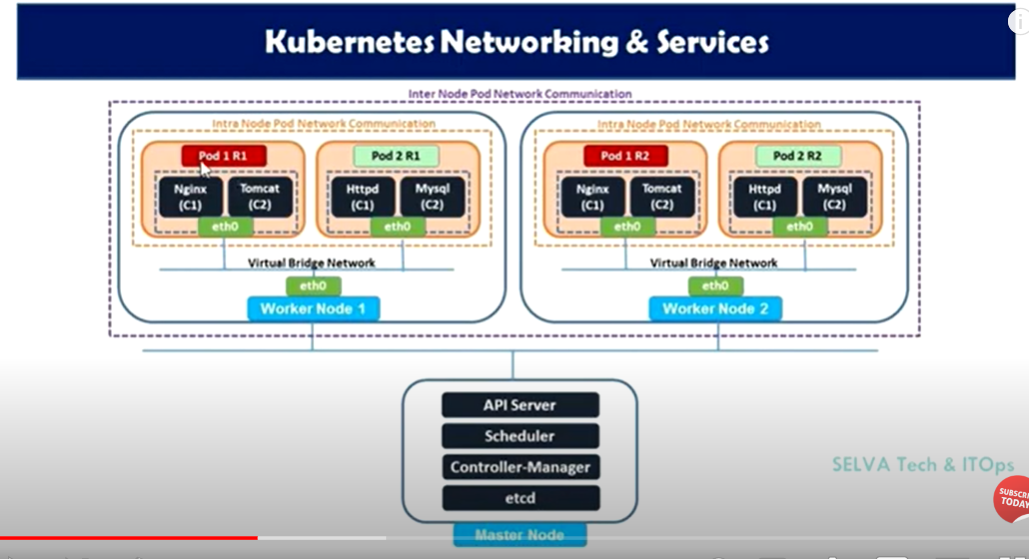 Kubernetes Networking & Services
Inter Node Pod Network Communication
Intra Node Pod Network Communication
Pod 1 R1
Pod 2 R1
Nginx
(C1)
Tomcat
(C2)
Httpd
(C1)
Mysql
(C2)
eth0
eth0
Virtual Bridge Network
eth0
Worker Node 1
Intra Node Pod Network Communication
Pod 1 R2
Pod 2 R2
Nginx
(C1)
Tomcat
(C2)
Httpd
(C1)
Mysql
(C2)
eth0
eth0
Virtual Bridge Network
eth0
Worker Node 2
API Server
Scheduler
Controller-Manager
etcd
Master Node
SELVA Tech & ITOps
TODAY